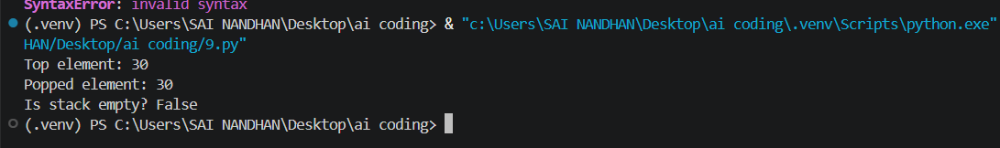 SyntaxError: invalid syntax
(.venv) PS C:\Users\SAI NANDHAN\Desktop\ai coding> & "c:\Users\SAI NANDHAN\Desktop\ai coding\.venv\Scripts\python.exe"
HAN/Desktop/ai coding/9.py"
Top element: 30
Popped element: 30
Is stack empty? False
(.venv) PS C:\Users\SAI NANDHAN\Desktop\ai coding>